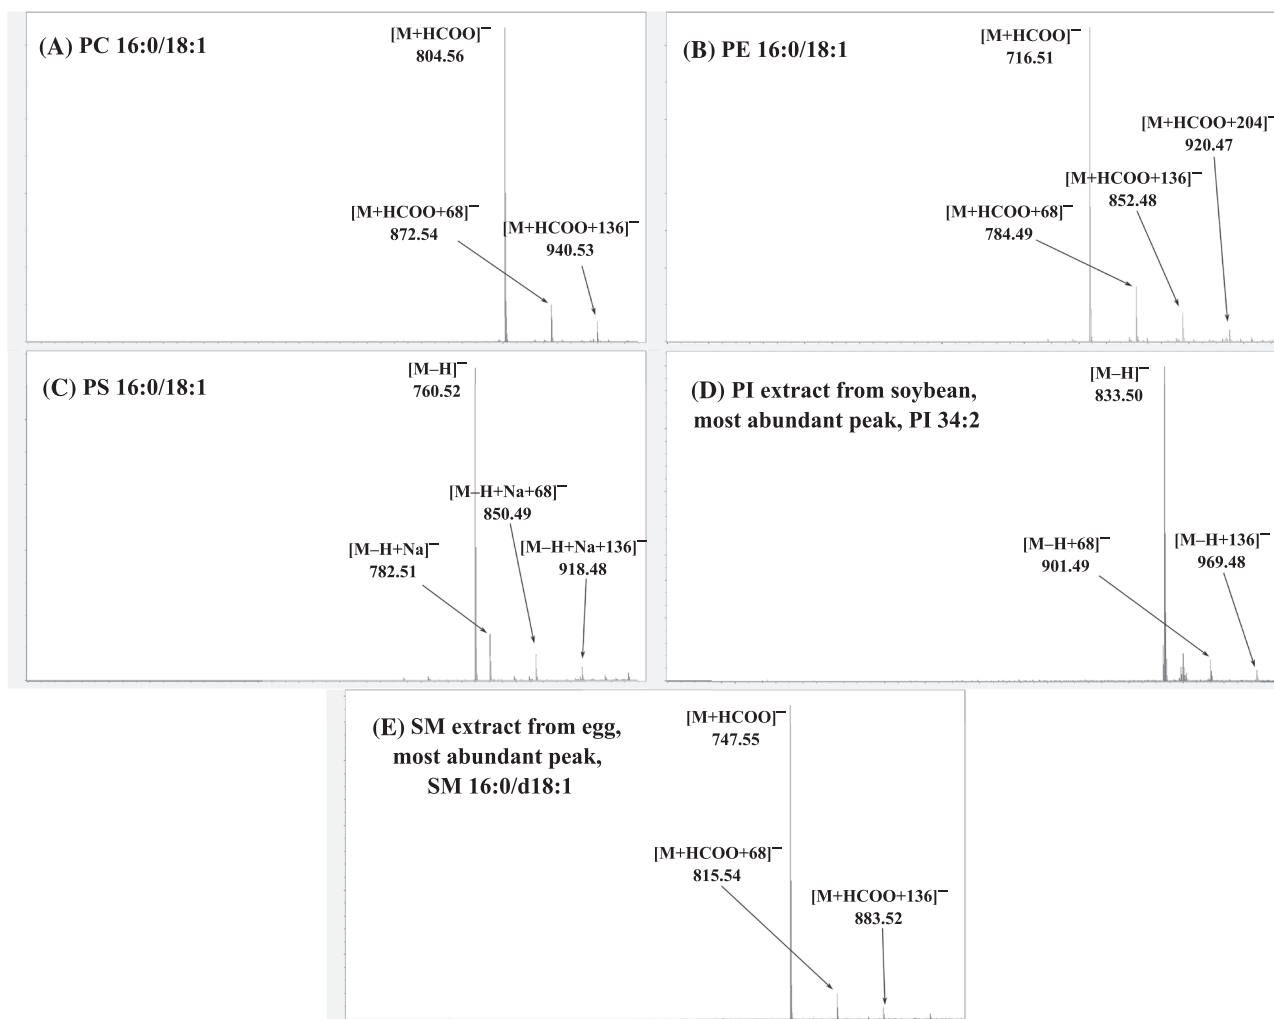 (A) PC 16:0/18:1
[M+HCOO]⁻
804.56
[M+HCOO+68]⁻
872.54
[M+HCOO+136]⁻
940.53
(B) PE 16:0/18:1
[M+HCOO]⁻
716.51
[M+HCOO+204]⁻
920.47
[M+HCOO+136]⁻
852.48
[M+HCOO+68]⁻
784.49
(C) PS 16:0/18:1
[M–H]⁻
760.52
[M–H+Na+68]⁻
850.49
[M–H+Na]⁻
782.51
[M–H+Na+136]⁻
918.48
(D) PI extract from soybean,
most abundant peak, PI 34:2
[M–H]⁻
833.50
[M–H+68]⁻
901.49
[M–H+136]⁻
969.48
(E) SM extract from egg,
most abundant peak,
SM 16:0/d18:1
[M+HCOO]⁻
747.55
[M+HCOO+68]⁻
815.54
[M+HCOO+136]⁻
883.52